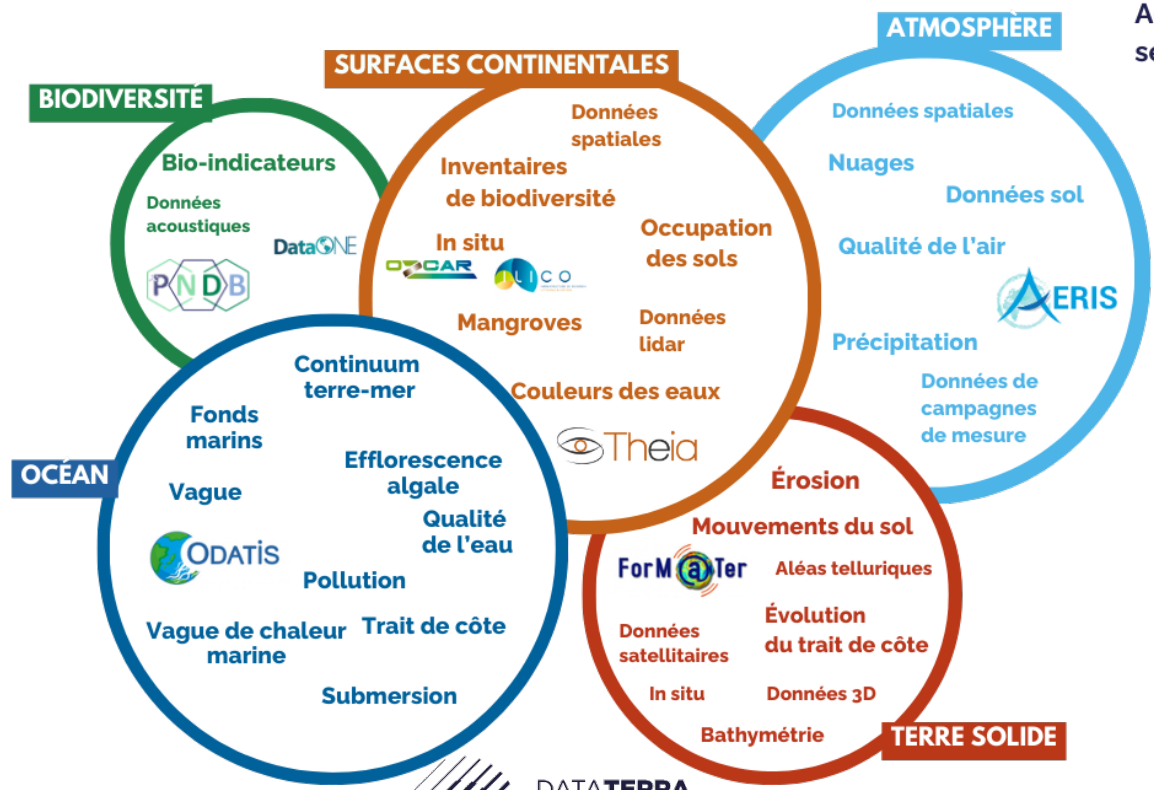 ATMOSPHÈRE
SURFACES CONTINENTALES
BIODIVERSITÉ
Bio-indicateurs
Données
acoustiques
DataONE
PNDB
Données
spatiales
Inventaires
de biodiversité
In situ
OZCAR
ILICO
Occupation
des sols
Mangroves
Données
lidar
Couleurs des eaux
Theia
Données spatiales
Nuages
Données sol
Qualité de l'air
AERIS
Précipitation
Données de
campagnes
de mesure
OCÉAN
Continuum
terre-mer
Fonds
marins
Efflorescence
algale
Vague
Qualité
de l'eau
ODATIS
Pollution
Vague de chaleur
marine
Trait de côte
Submersion
Érosion
Mouvements du sol
ForM@Ter
Aléas telluriques
Évolution
du trait de côte
Données
satellitaires
In situ
Données 3D
Bathymétrie
TERRE SOLIDE
DATATERRA